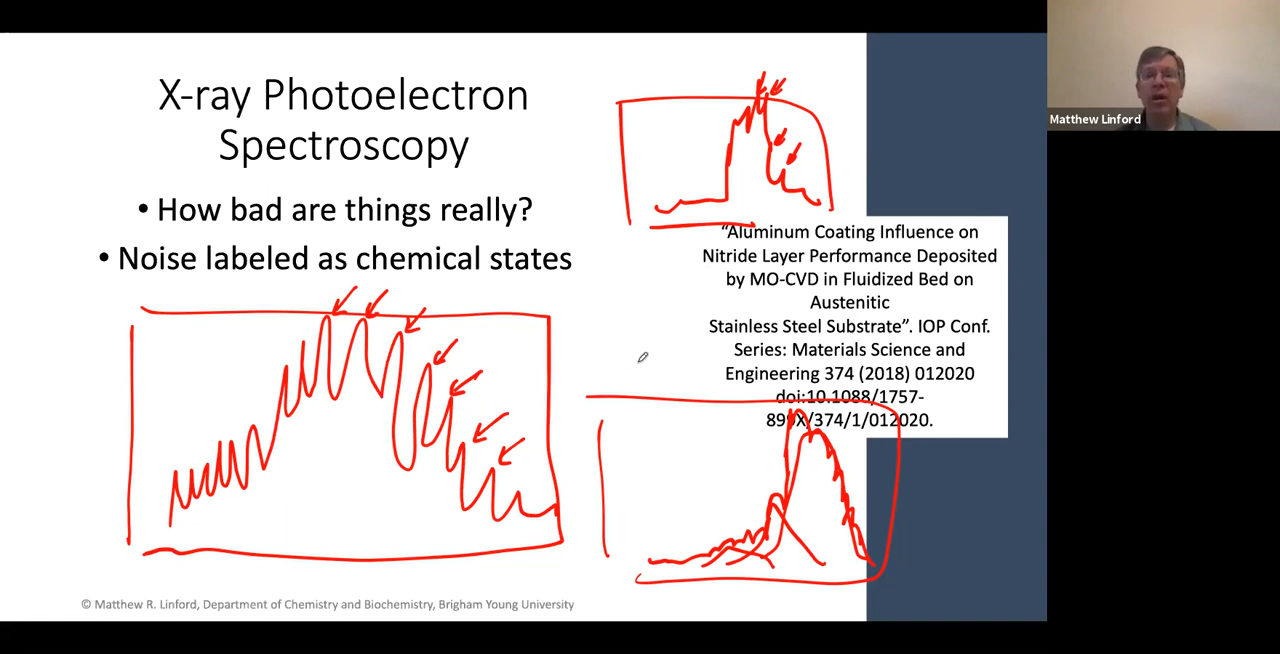 X-ray Photoelectron
Spectroscopy
• How bad are things really?
• Noise labeled as chemical states
"Aluminum Coating Influence on
Nitride Layer Performance Deposited
by MO-CVD in Fluidized Bed on
Austenitic
Stainless Steel Substrate". IOP Conf.
Series: Materials Science and
Engineering 374 (2018) 012020
doi:10.1088/1757-
899X/374/1/012020.
© Matthew R. Linford, Department of Chemistry and Biochemistry, Brigham Young University
Matthew Linford